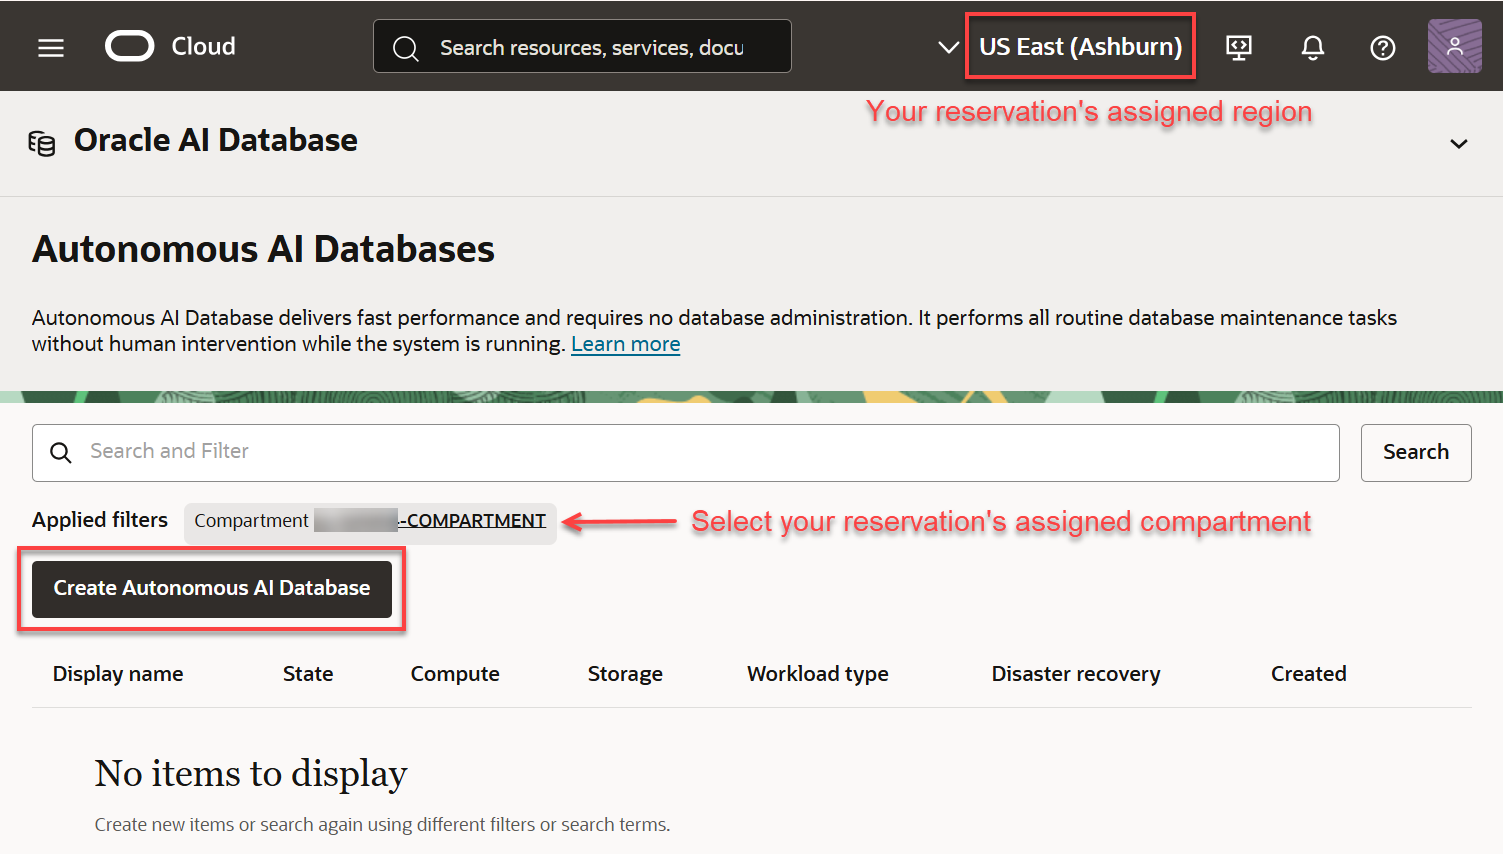 Cloud
Search resources, services, docu
US East (Ashburn)
Your reservation's assigned region
Oracle AI Database
Autonomous AI Databases
Autonomous AI Database delivers fast performance and requires no database administration. It performs all routine database maintenance tasks
without human intervention while the system is running. Learn more
Search and Filter
Search
Applied filters
Compartment -COMPARTMENT
Select your reservation's assigned compartment
Create Autonomous AI Database
Display name State Compute Storage Workload type Disaster recovery Created
No items to display
Create new items or search again using different filters or search terms.